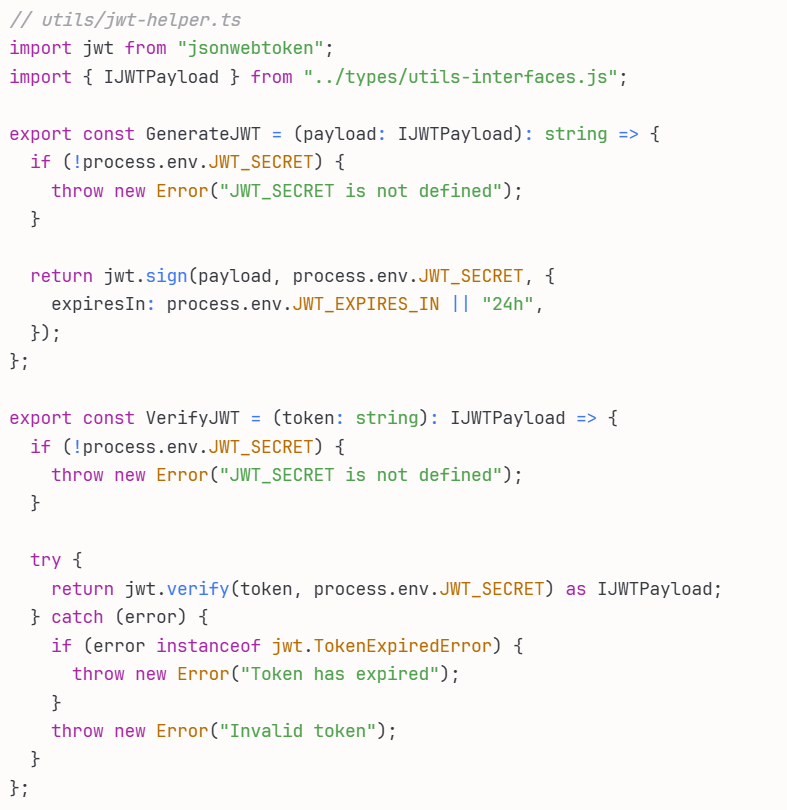 // utils/jwt-helper.ts
import jwt from "jsonwebtoken";
import { IJWTPayload } from "../types/utils-interfaces.js";

export const GenerateJWT = (payload: IJWTPayload): string => {
  if (!process.env.JWT_SECRET) {
    throw new Error("JWT_SECRET is not defined");
  }

  return jwt.sign(payload, process.env.JWT_SECRET, {
    expiresIn: process.env.JWT_EXPIRES_IN || "24h",
  });
};

export const VerifyJWT = (token: string): IJWTPayload => {
  if (!process.env.JWT_SECRET) {
    throw new Error("JWT_SECRET is not defined");
  }

  try {
    return jwt.verify(token, process.env.JWT_SECRET) as IJWTPayload;
  } catch (error) {
    if (error instanceof jwt.TokenExpiredError) {
      throw new Error("Token has expired");
    }
    throw new Error("Invalid token");
  }
};